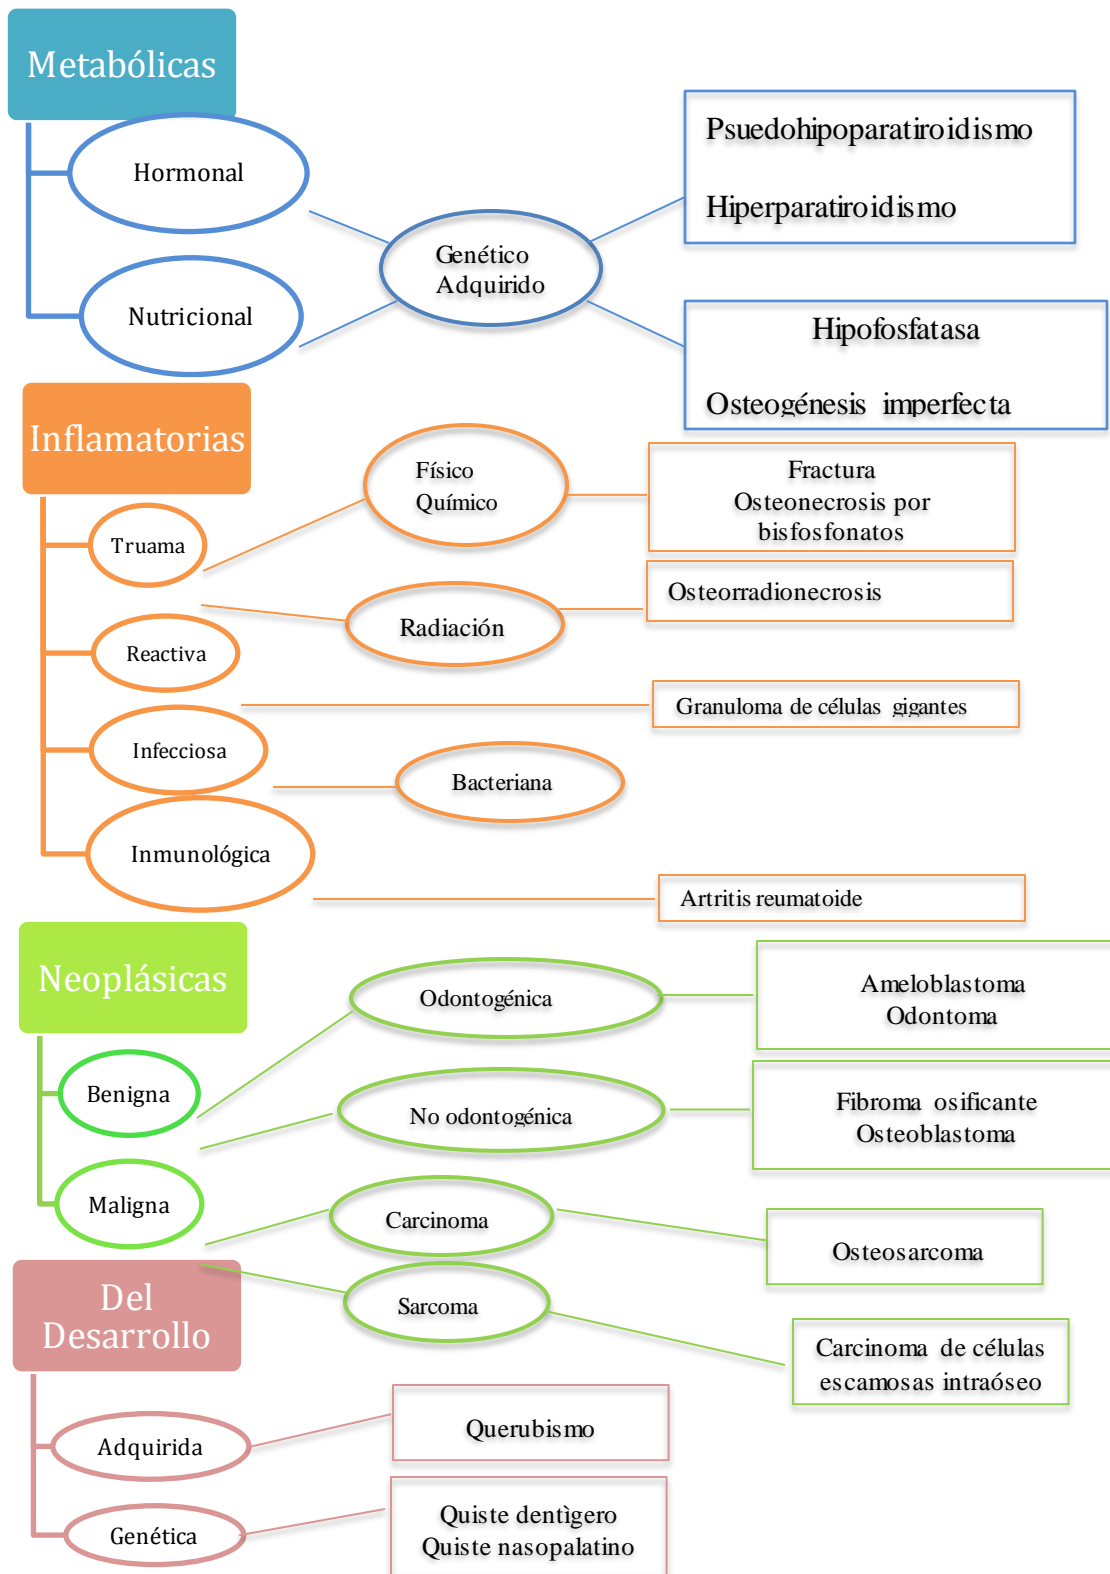 Metabólicas
Hormonal
Nutricional
Genético
Adquirido
Psuedohipoparatiroidismo
Hiperparatiroidismo
Hipofosfatasa
Osteogénesis imperfecta
Inflamatorias
Truama
Reactiva
Infecciosa
Inmunológica
Físico
Químico
Radiación
Bacteriana
Fractura
Osteonecrosis por
bisfosfonatos
Osteorradionecrosis
Granuloma de células gigantes
Artritis reumatoide
Neoplásicas
Benigna
Maligna
Odontogénica
No odontogénica
Carcinoma
Sarcoma
Ameloblastoma
Odontoma
Fibroma osificante
Osteoblastoma
Osteosarcoma
Carcinoma de células
escamosas intraóseo
Del
Desarrollo
Adquirida
Genética
Querubismo
Quiste dentìgero
Quiste nasopalatino